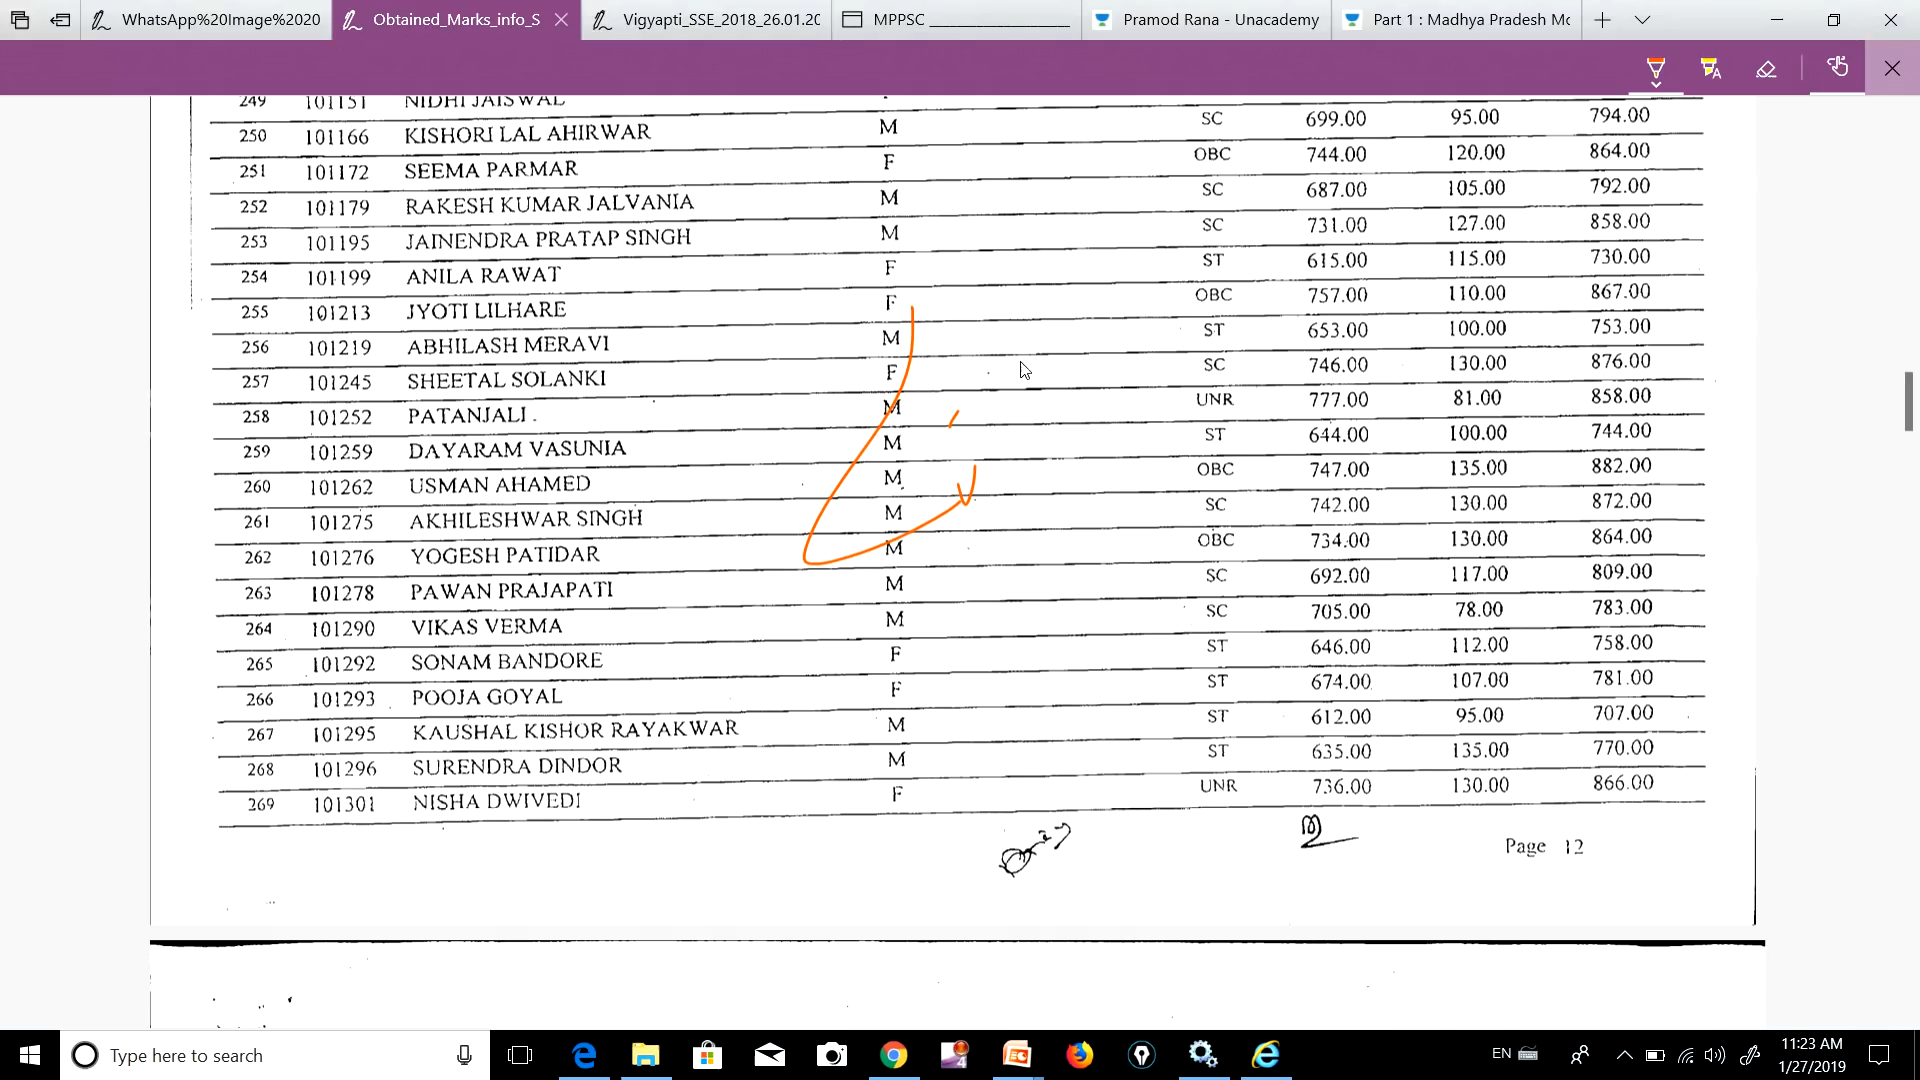 WhatsApp%20Image%2020
Obtained_Marks_info_S
Vigyapti_SSE_2018_26.01.20
MPPSC ____________________
Pramod Rana - Unacademy
Part 1 : Madhya Pradesh Mo
249 101151 NIDHI JAISWAL
250 101166 KISHORI LAL AHIRWAR M SC 699.00 95.00 794.00
251 101172 SEEMA PARMAR F OBC 744.00 120.00 864.00
252 101179 RAKESH KUMAR JALVANIA M SC 687.00 105.00 792.00
253 101195 JAINENDRA PRATAP SINGH M SC 731.00 127.00 858.00
254 101199 ANILA RAWAT F ST 615.00 115.00 730.00
255 101213 JYOTI LILHARE F OBC 757.00 110.00 867.00
256 101219 ABHILASH MERAVI M ST 653.00 100.00 753.00
257 101245 SHEETAL SOLANKI F SC 746.00 130.00 876.00
258 101252 PATANJALI . M UNR 777.00 81.00 858.00
259 101259 DAYARAM VASUNIA M ST 644.00 100.00 744.00
260 101262 USMAN AHAMED M OBC 747.00 135.00 882.00
261 101275 AKHILESHWAR SINGH M SC 742.00 130.00 872.00
262 101276 YOGESH PATIDAR M OBC 734.00 130.00 864.00
263 101278 PAWAN PRAJAPATI M SC 692.00 117.00 809.00
264 101290 VIKAS VERMA M SC 705.00 78.00 783.00
265 101292 SONAM BANDORE F ST 646.00 112.00 758.00
266 101293 POOJA GOYAL F ST 674.00 107.00 781.00
267 101295 KAUSHAL KISHOR RAYAKWAR M ST 612.00 95.00 707.00
268 101296 SURENDRA DINDOR M ST 635.00 135.00 770.00
269 101301 NISHA DWIVEDI F UNR 736.00 130.00 866.00
Page 12
Type here to search
EN
11:23 AM
1/27/2019